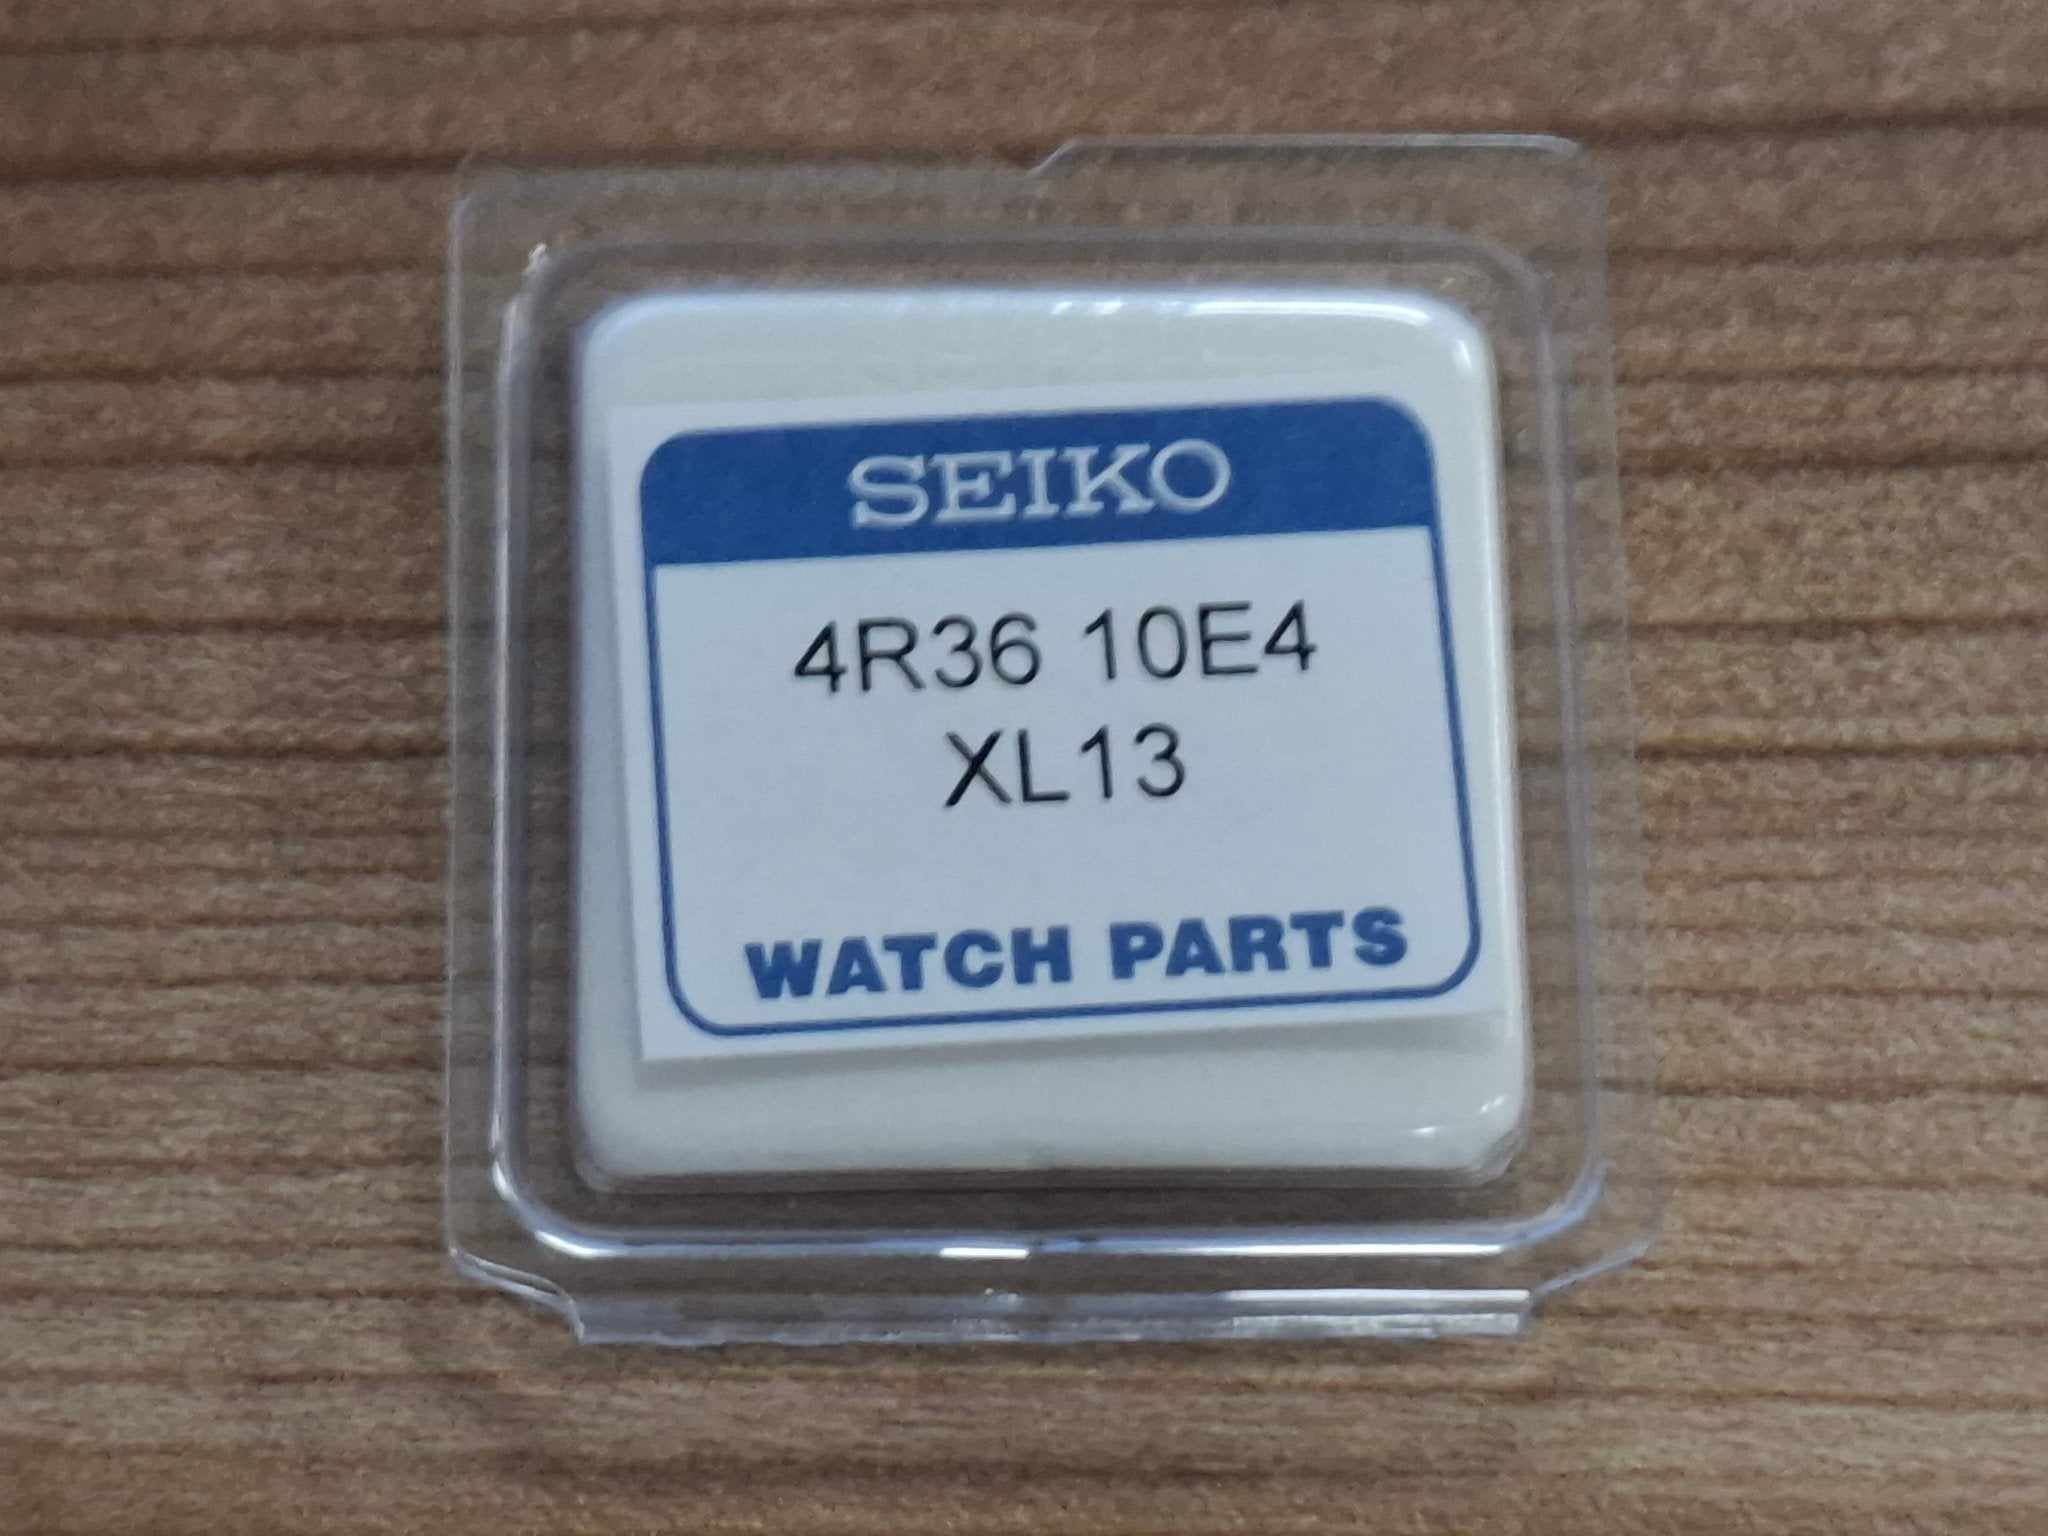 SEIKO
4R36 10E4
XL13
WATCH PARTS